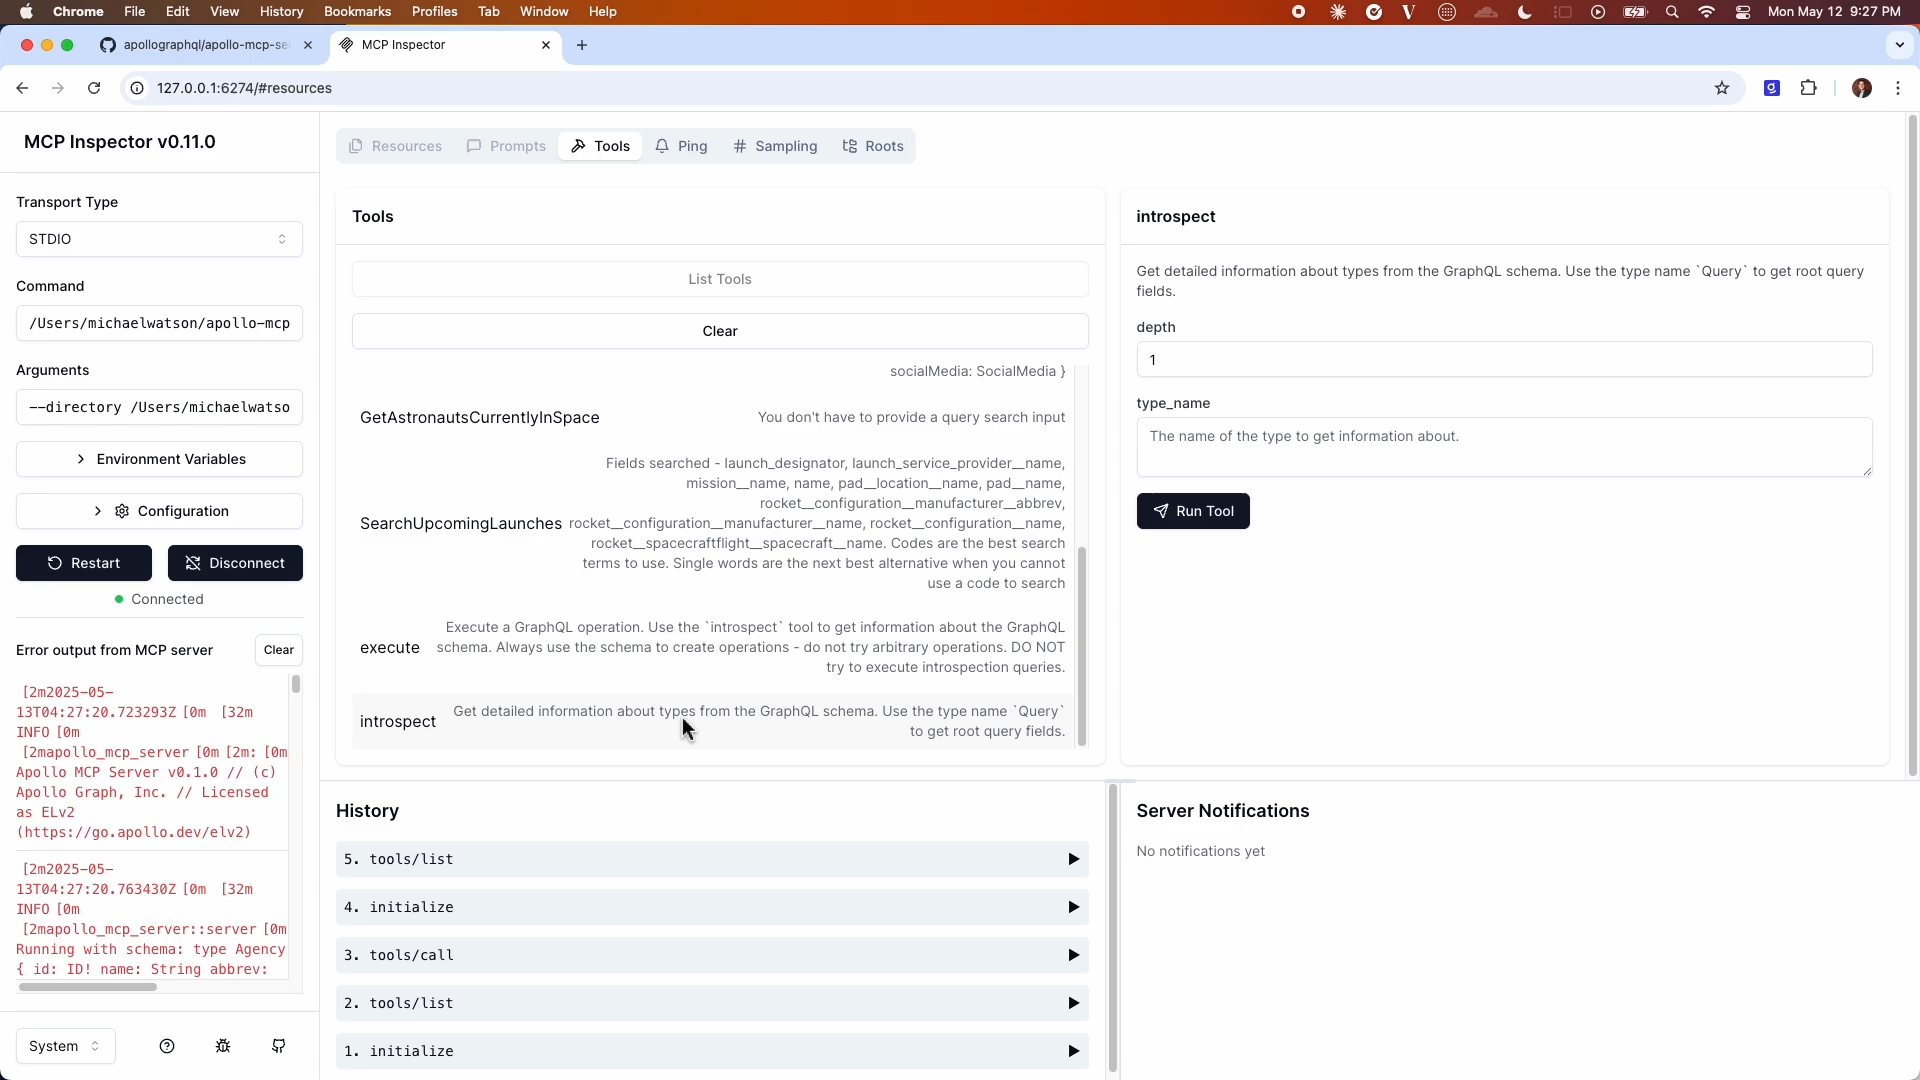 Chrome File Edit View History Bookmarks Profiles Tab Window Help Mon May 12 9:27 PM
apollographql/apollo-mcp-se MCP Inspector
127.0.0.1:6274/#resources
MCP Inspector v0.11.0
Transport Type
STDIO
Command
/Users/michaelwatson/apollo-mcp
Arguments
--directory /Users/michaelwatso
Environment Variables
Configuration
Restart Disconnect
Connected
Error output from MCP server Clear
[2m2025-05-
13T04:27:20.723293Z [0m [32m
INFO [0m
[2mapollo_mcp_server [0m [2m: [0m
Apollo MCP Server v0.1.0 // (c)
Apollo Graph, Inc. // Licensed
as ELv2
(https://go.apollo.dev/elv2)
[2m2025-05-
13T04:27:20.763430Z [0m [32m
INFO [0m
[2mapollo_mcp_server::server [0m
Running with schema: type Agency
{ id: ID! name: String abbrev:
System
Resources Prompts Tools Ping Sampling Roots
Tools
List Tools
Clear
socialMedia: SocialMedia }
GetAstronautsCurrentlyInSpace You don't have to provide a query search input
Fields searched - launch_designator, launch_service_provider__name,
mission__name, name, pad__location__name, pad__name,
rocket__configuration__manufacturer__abbrev,
SearchUpcomingLaunches rocket__configuration__manufacturer__name, rocket__configuration__name,
rocket__spacecraftflight__spacecraft__name. Codes are the best search
terms to use. Single words are the next best alternative when you cannot
use a code to search
Execute a GraphQL operation. Use the `introspect` tool to get information about the GraphQL
execute schema. Always use the schema to create operations - do not try arbitrary operations. DO NOT
try to execute introspection queries.
introspect Get detailed information about types from the GraphQL schema. Use the type name `Query`
to get root query fields.
introspect
Get detailed information about types from the GraphQL schema. Use the type name `Query` to get root query
fields.
depth
1
type_name
The name of the type to get information about.
Run Tool
History
5. tools/list
4. initialize
3. tools/call
2. tools/list
1. initialize
Server Notifications
No notifications yet